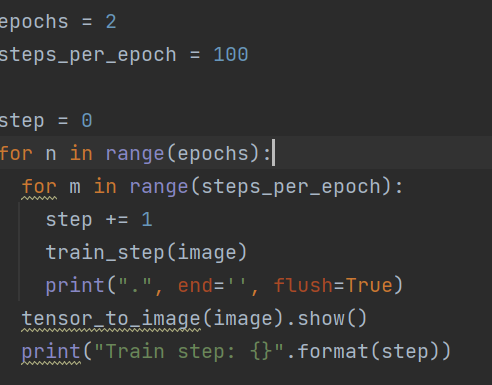 epochs = 2
steps_per_epoch = 100
step = 0
for n in range(epochs):
for m in range(steps_per_epoch):
step += 1
train_step(image)
print(".", end='', flush=True)
tensor_to_image(image).show()
print("Train step: {}".format(step))